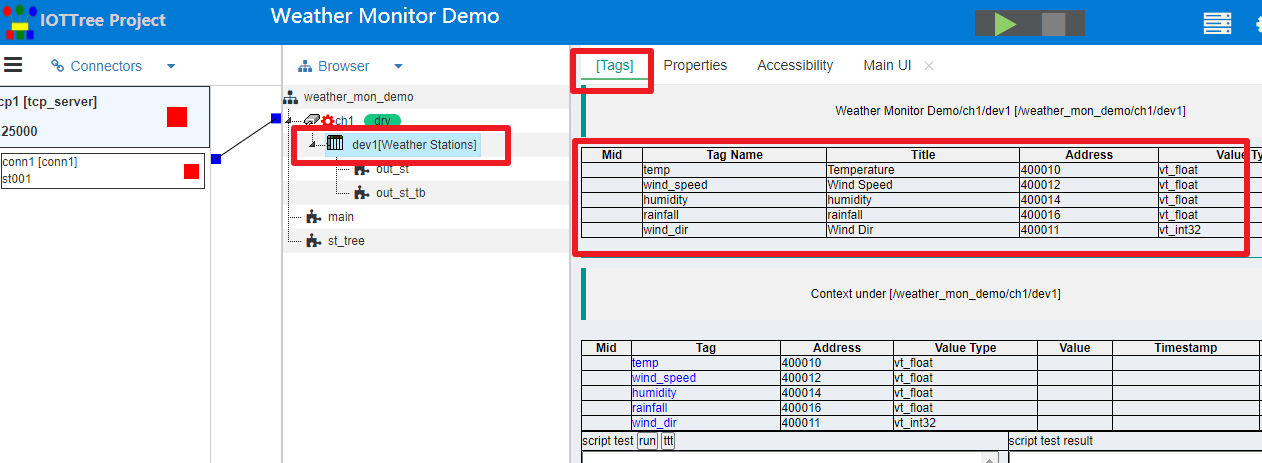 IOTTree Project
Weather Monitor Demo
Connectors
Browser
[Tags] Properties Accessibility Main UI
cp1 [tcp_server]
25000
conn1 [conn1]
st001
weather_mon_demo
ch1 drv
dev1[Weather Stations]
out_st
out_st_tb
main
st_tree
Weather Monitor Demo/ch1/dev1 [/weather_mon_demo/ch1/dev1]
Mid Tag Name Title Address Value Ty
temp Temperature 400010 vt_float
wind_speed Wind Speed 400012 vt_float
humidity humidity 400014 vt_float
rainfall rainfall 400016 vt_float
wind_dir Wind Dir 400011 vt_int32
Context under [/weather_mon_demo/ch1/dev1]
Mid Tag Address Value Type Value Timestamp
temp 400010 vt_float
wind_speed 400012 vt_float
humidity 400014 vt_float
rainfall 400016 vt_float
wind_dir 400011 vt_int32
script test run ttt script test result